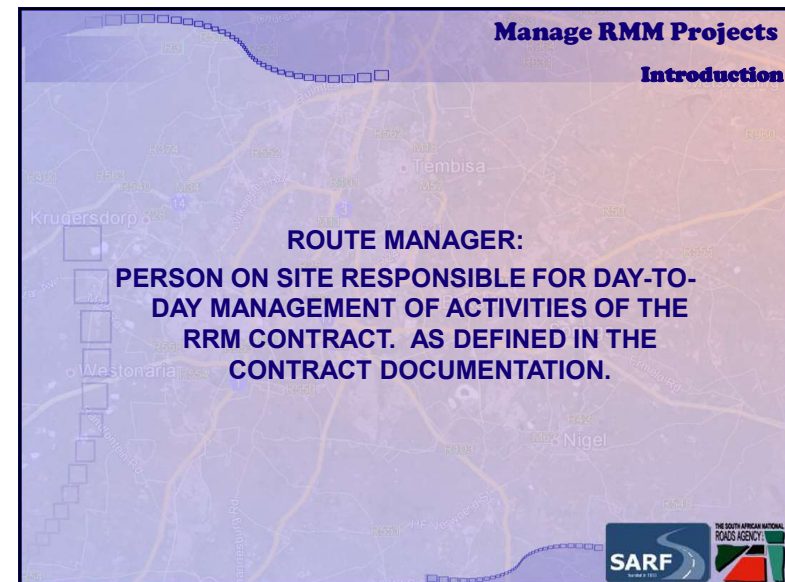 Manage RMM Projects
Introduction
Tembisa
Krugersdorp
14
3
ROUTE MANAGER:
PERSON ON SITE RESPONSIBLE FOR DAY-TO-
DAY MANAGEMENT OF ACTIVITIES OF THE
RRM CONTRACT. AS DEFINED IN THE
CONTRACT DOCUMENTATION.
Westonaria
Nigel
THE SOUTH AFRICAN NATIONAL
ROADS AGENCY
SARF